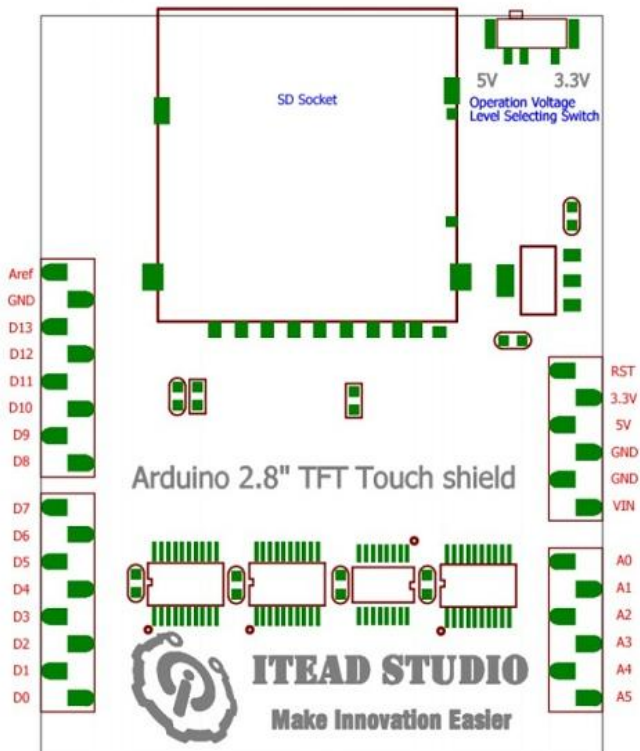 5V 3.3V
SD Socket
Operation Voltage
Level Selecting Switch
Aref
GND
D13
D12
D11
D10
D9
D8
RST
3.3V
5V
GND
GND
VIN
Arduino 2.8" TFT Touch shield
D7
D6
D5
D4
D3
D2
D1
D0
A0
A1
A2
A3
A4
A5
ITEAD STUDIO
Make Innovation Easier